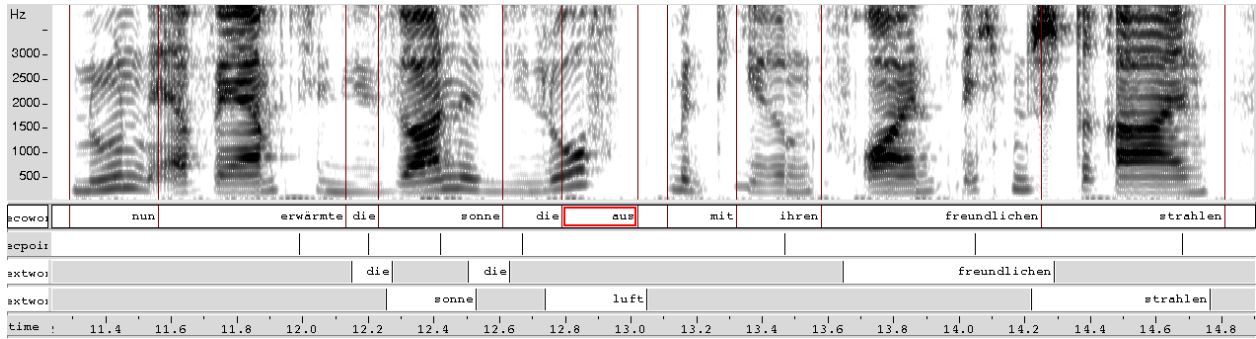 Hz
3000
2500
2000
1500
1000
500
ecowo nun erwärmte die sonne die aus mit ihren freundlichen strahlen
ecpoi
extwo die die freundlichen
extwo sonne luft strahlen
time 11.4 11.6 11.8 12.0 12.2 12.4 12.6 12.8 13.0 13.2 13.4 13.6 13.8 14.0 14.2 14.4 14.6 14.8